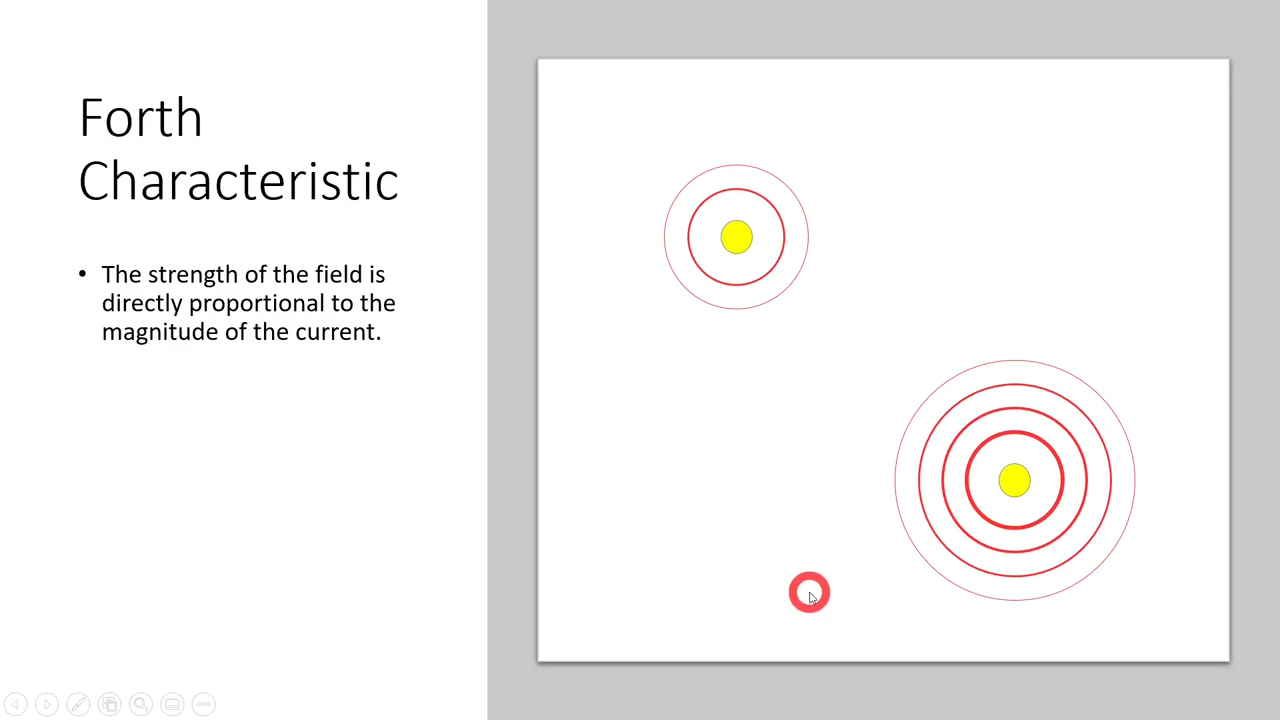 Forth
Characteristic
• The strength of the field is
directly proportional to the
magnitude of the current.